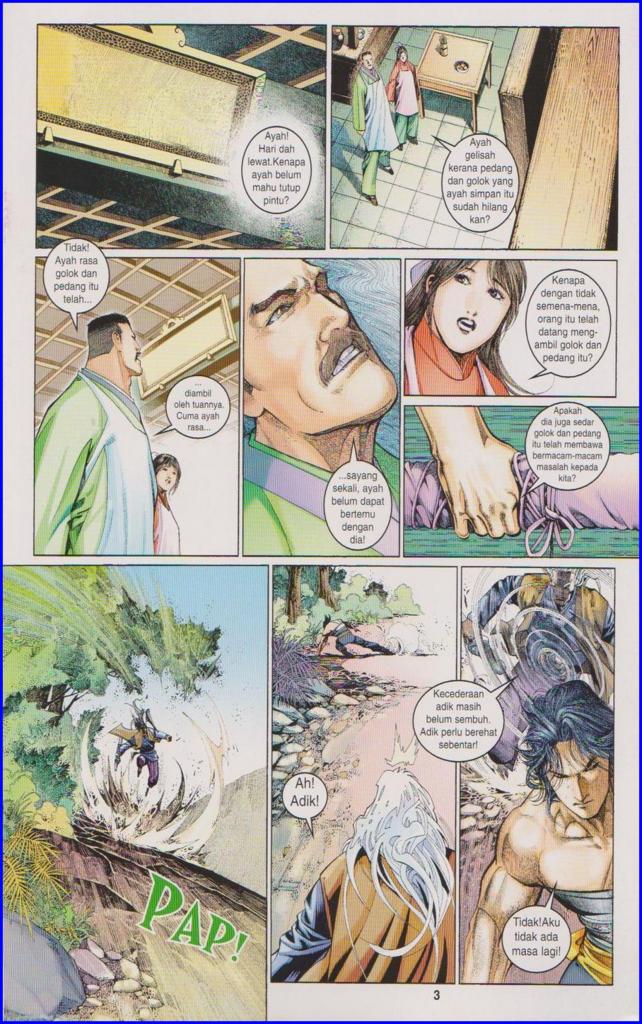 Ayah!
Hari dah
lewat.Kenapa
ayah belum
mahu tutup
pintu?
Ayah
gelisah
kerana pedang
dan golok yang
ayah simpan itu
sudah hilang
kan?
Tidak!
Ayah rasa
golok dan
pedang itu
telah...
...
diambil
oleh tuannya.
Cuma ayah
rasa...
...sayang
sekali, ayah
belum dapat
bertemu
dengan
dia!
Kenapa
dengan tidak
semena-mena,
orang itu telah
datang meng-
ambil golok dan
pedang itu?
Apakah
dia juga sedar
golok dan pedang
itu telah membawa
bermacam-macam
masalah kepada
kita?
PAP!
Ah!
Adik!
Kecederaan
adik masih
belum sembuh.
Adik perlu berehat
sebentar!
Tidak!Aku
tidak ada
masa lagi!
3